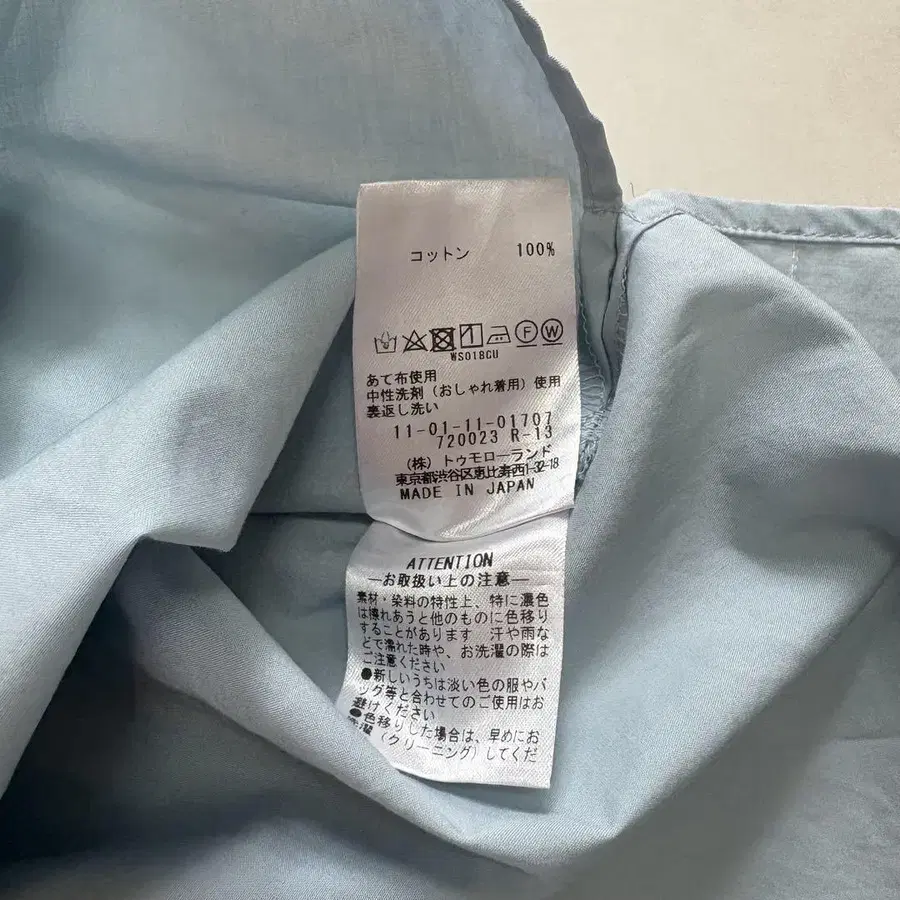 コットン 100%
F W
WS018CU
あて布使用
中性洗剤（おしゃれ着用）使用
裏返し洗い
11-01-11-01707
720023 R-13
（株）トゥモローランド
東京都渋谷区恵比寿西1-32-18
MADE IN JAPAN
ATTENTION
―お取扱い上の注意―
素材・染料の特性上、特に濃色
は擦れあうと他のものに色移り
することがあります 汗や雨な
どで濡れた時や、お洗濯の際は
ご注意ください
●新しいうちは淡い色の服やバ
ッグ等と合わせてのご使用はお
避けください
●色移りした場合は、早めにお
洗濯（クリーニング）してくだ